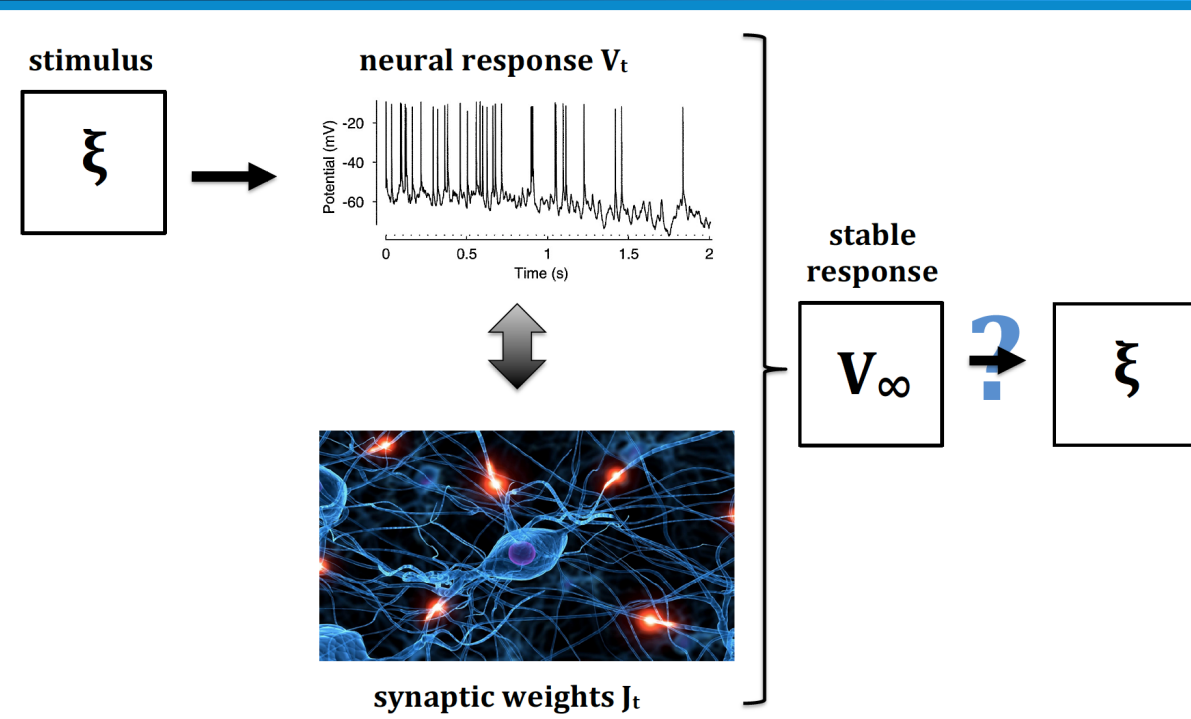 stimulus
ξ
neural response Vₜ
Potential (mV)
-20
-40
-60
0 0.5 1 1.5 2
Time (s)
synaptic weights Jₜ
stable
response
V∞
?
ξ